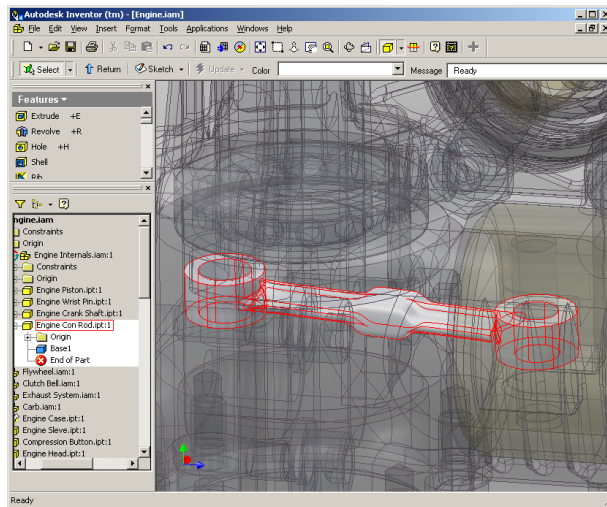 Autodesk Inventor (tm) - [Engine.iam]
File Edit View Insert Format Tools Applications Windows Help
Select Return Sketch Update Color Message Ready
Features
Extrude +E
Revolve +R
Hole +H
Shell
Rib
ngine.iam
Constraints
Origin
Engine Internals.iam:1
Constraints
Origin
Engine Piston.ipt:1
Engine Wrist Pin.ipt:1
Engine Crank Shaft.ipt:1
Engine Con Rod.ipt:1
Origin
Base1
End of Part
Flywheel.iam:1
Clutch Bell.iam:1
Exhaust System.iam:1
Carb.iam:1
Engine Case.ipt:1
Engine Sleve.ipt:1
Compression Button.ipt:1
Engine Head.ipt:1
Ready